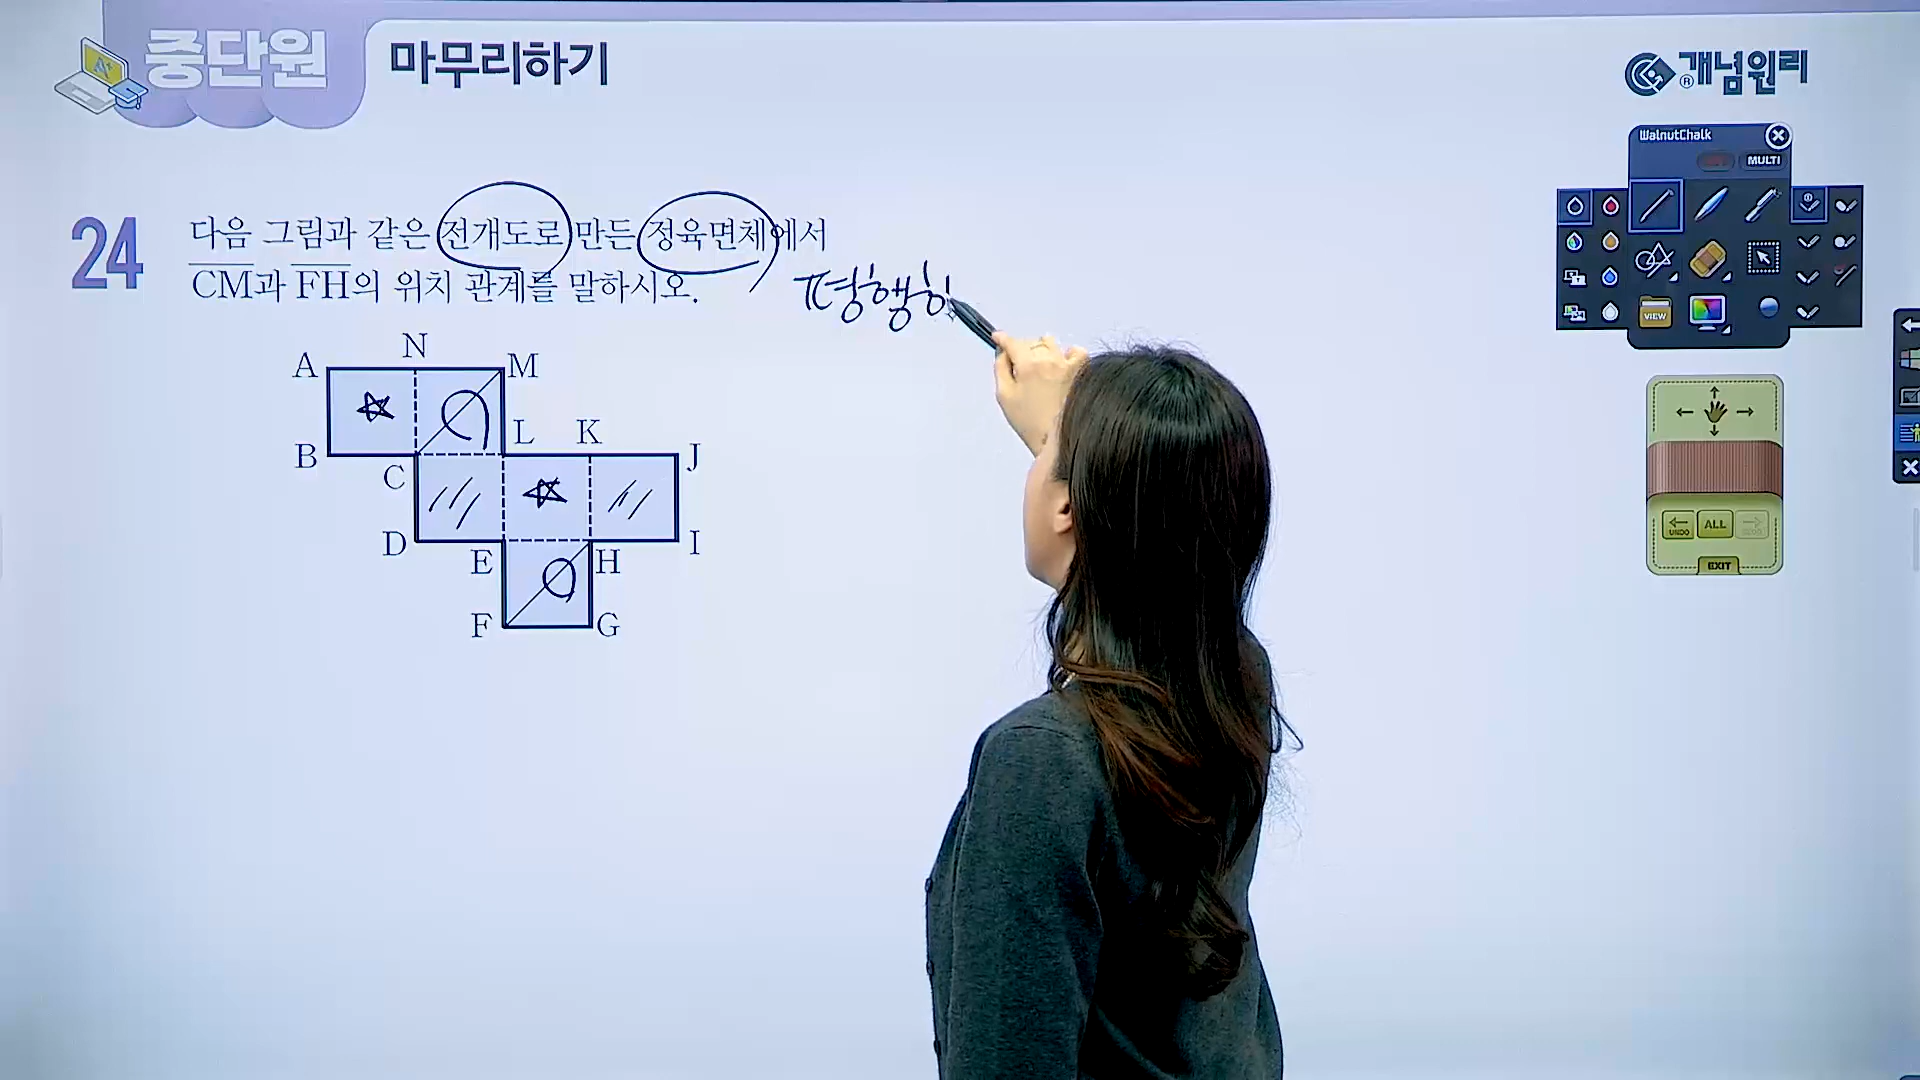 중단원 마무리하기
개념원리
WalnutChalk
MULTI
24 다음 그림과 같은 전개도로 만든 정육면체에서
CM과 FH의 위치 관계를 말하시오.
평행하
VIEW
A N M
B C L K J
D E H I
F G
UNDO ALL
EXIT